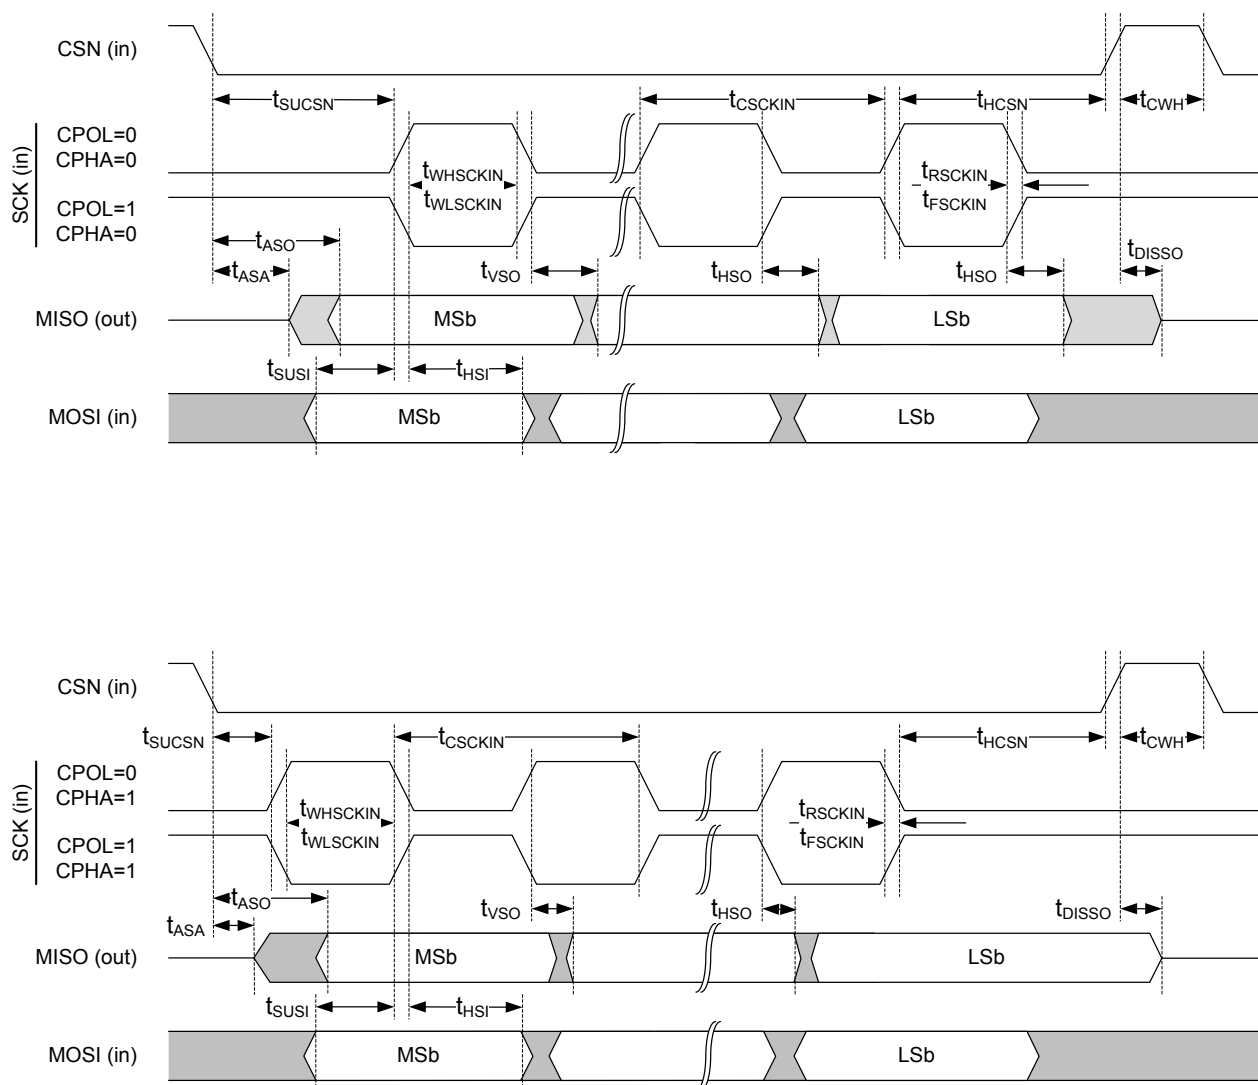 CSN (in)
tSUCSN
tCSCKIN
tHCSN
tCWH
SCK (in)
CPOL=0
CPHA=0
tWHSCKIN
tRSCKIN
tWLSCKIN
tFSCKIN
CPOL=1
CPHA=0
tASO
tASA
tVSO
tHSO
tHSO
tDISSO
MISO (out)
MSb
LSb
tSUSI
tHSI
MOSI (in)
MSb
LSb
CSN (in)
tSUCSN
tCSCKIN
tHCSN
tCWH
SCK (in)
CPOL=0
CPHA=1
tWHSCKIN
tRSCKIN
tWLSCKIN
tFSCKIN
CPOL=1
CPHA=1
tASO
tASA
tVSO
tHSO
tDISSO
MISO (out)
MSb
LSb
tSUSI
tHSI
MOSI (in)
MSb
LSb